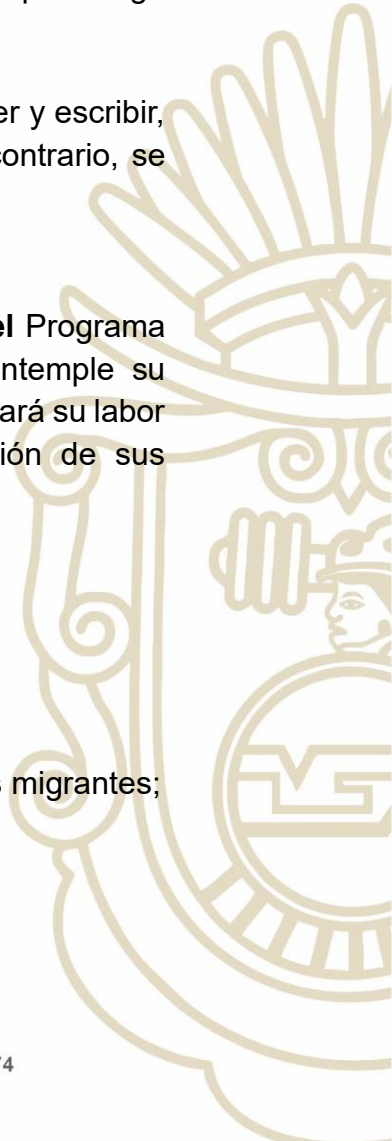 er y escribir,
contrario, se
el Programa
ntemple su
ará su labor
ión de sus
s migrantes;
74